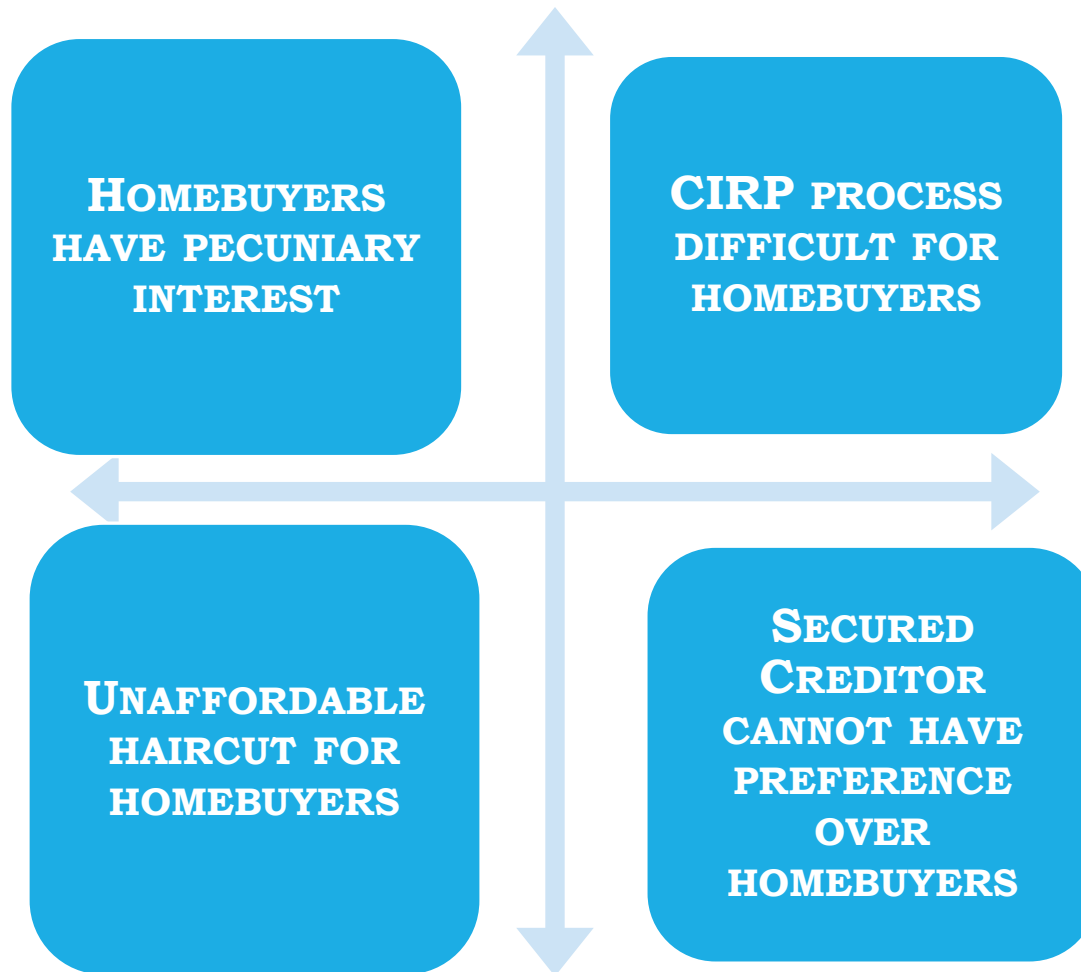 HOMEBUYERS
HAVE PECUNIARY
INTEREST
CIRP PROCESS
DIFFICULT FOR
HOMEBUYERS
UNAFFORDABLE
HAIRCUT FOR
HOMEBUYERS
SECURED
CREDITOR
CANNOT HAVE
PREFERENCE
OVER
HOMEBUYERS